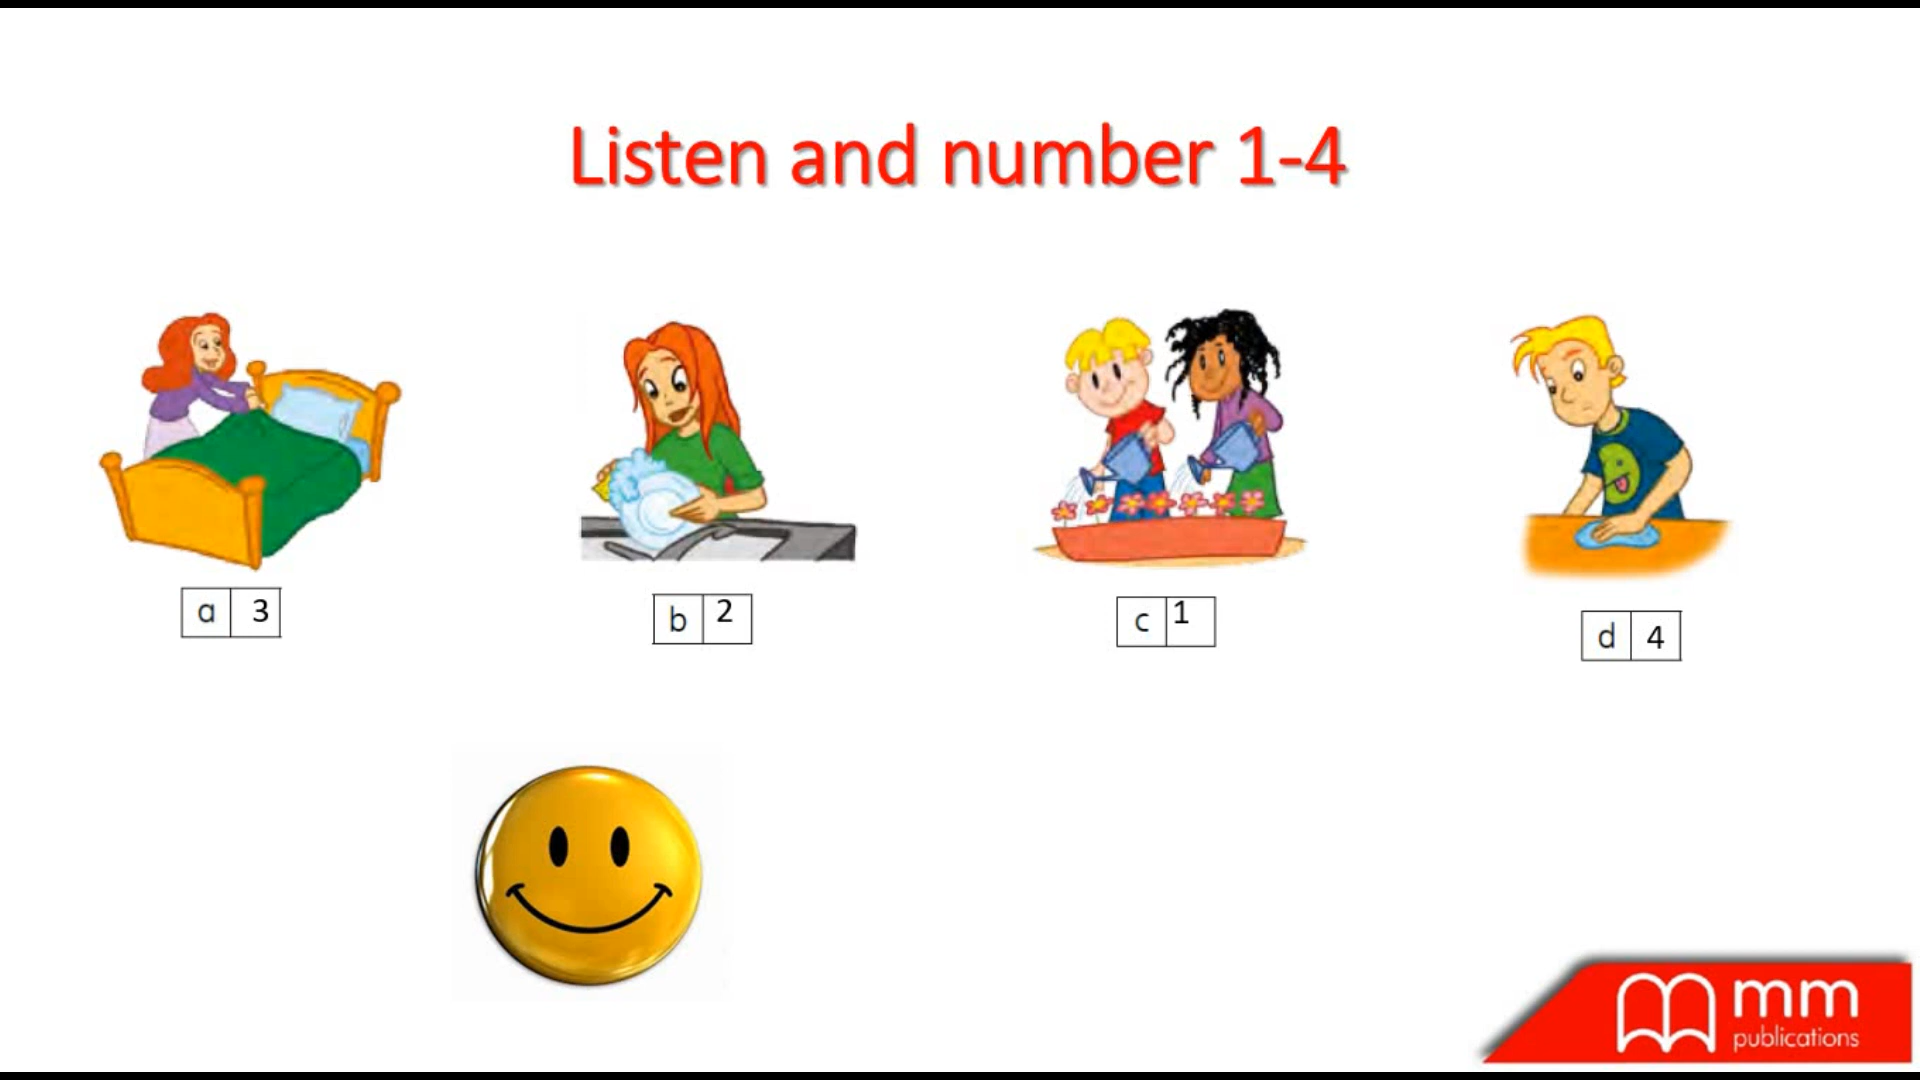 Listen and number 1-4
a 3
b 2
c 1
d 4
mm
publications